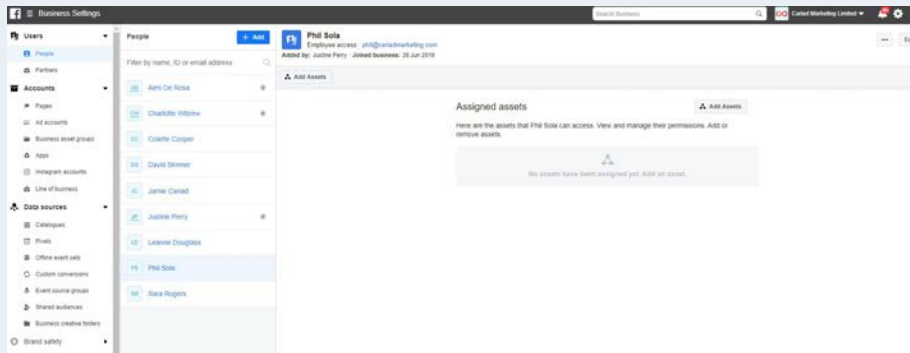 Business Settings
Search Business
Cariad Marketing Limited
Users
People
Partners
Accounts
Pages
Ad accounts
Business asset groups
Apps
Instagram accounts
Line of business
Data sources
Catalogues
Pixels
Offline event sets
Custom conversions
Event source groups
Shared audiences
Business creative folders
Brand safety
People
+ Add
Filter by name, ID or email address
Aimi De Rosa
Charlotte
Colette Cooper
David Skinner
Jamie Cariad
Justine Perry
Leanne Douglass
Phil Sola
Sara Rogers
Phil Sola
Employee access · phil@cariadmarketing.com
Added by: Justine Perry · Joined business: 28 Jun 2019
Add Assets
Assigned assets
Add Assets
Here are the assets that Phil Sola can access. View and manage their permissions. Add or
remove assets.
No assets have been assigned yet. Add an asset.